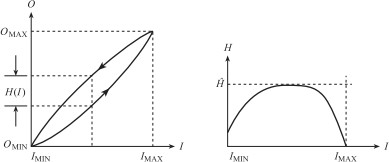 O
O_MAX
H(I)
O_MIN
I_MIN
I_MAX
I
H
Ĥ
I_MIN
I_MAX
I